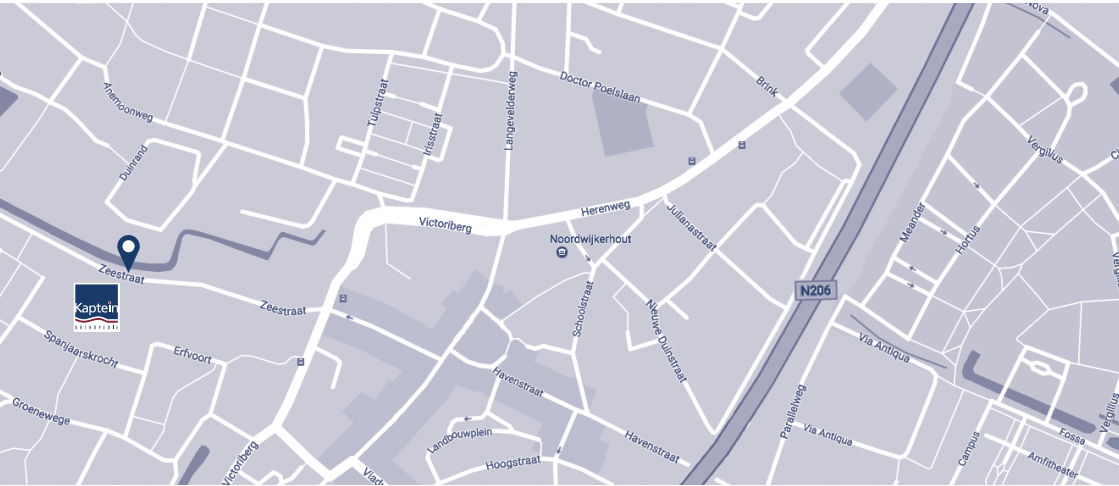 Nova
Brink
Doctor Poelslaan
Anemoonweg
Tulpstraat
Irisstraat
Langevelderweg
Duinrand
Vergilius
Victoriberg
Herenweg
Julianastraat
Meander
Hortus
Noordwijkerhout
Zeestraat
Kaptein
Zeestraat
N206
Schoolstraat
Nieuwe Duinstraat
Spanjaarskrocht
Erfvoort
Via Antiqua
Havenstraat
Groenewege
Parallelweg
Vergilius
Landbouwplein
Havenstraat
Via Antiqua
Fossa
Hoogstraat
Campus
Amfitheater
Victoriberg
Viad